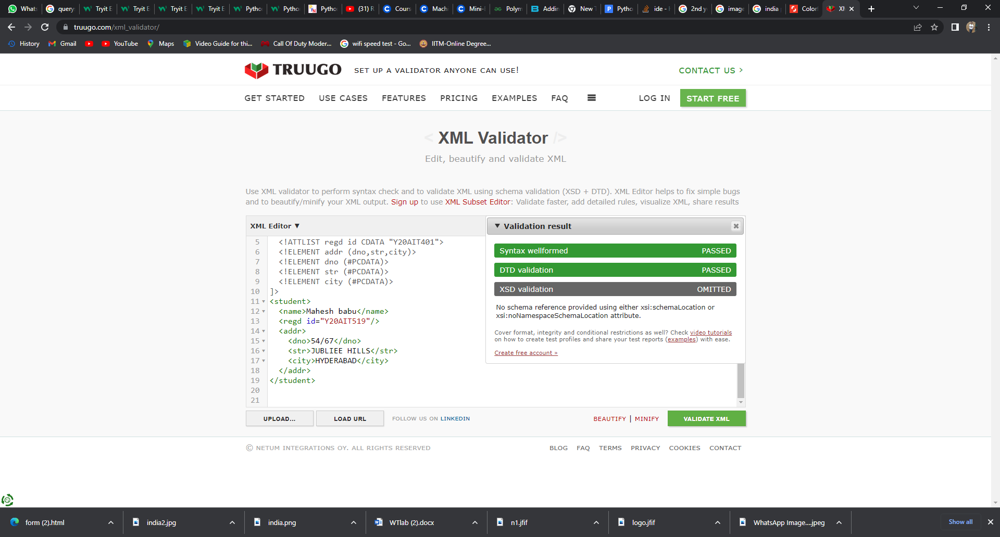 Whats
query
Tryit E
Tryit E
Tryit E
Tryit E
Pytho
Pytho
Pytho
(31) R
Cours
Machi
Mini-l
Polym
Addin
New T
Pytho
ide - H
2nd y
image
india p
Color
XM
truugo.com/xml_validator/
History
Gmail
YouTube
Maps
Video Guide for thi...
Call Of Duty Moder...
wifi speed test - Go...
IITM-Online Degree...
TRUUGO
SET UP A VALIDATOR ANYONE CAN USE!
CONTACT US >
GET STARTED USE CASES FEATURES PRICING EXAMPLES FAQ LOG IN START FREE
< XML Validator />
Edit, beautify and validate XML
Use XML validator to perform syntax check and to validate XML using schema validation (XSD + DTD). XML Editor helps to fix simple bugs
and to beautify/minify your XML output. Sign up to use XML Subset Editor: Validate faster, add detailed rules, visualize XML, share results
XML Editor ▼
5 <!ATTLIST regd id CDATA "Y20AIT401">
6 <!ELEMENT addr (dno,str,city)>
7 <!ELEMENT dno (#PCDATA)>
8 <!ELEMENT str (#PCDATA)>
9 <!ELEMENT city (#PCDATA)>
10 ]>
11 <student>
12 <name>Mahesh babu</name>
13 <regd id="Y20AIT519"/>
14 <addr>
15 <dno>54/67</dno>
16 <str>JUBLIEE HILLS</str>
17 <city>HYDERABAD</city>
18 </addr>
19 </student>
20
21
▼ Validation result
Syntax wellformed PASSED
DTD validation PASSED
XSD validation OMITTED
No schema reference provided using either xsi:schemaLocation or
xsi:noNamespaceSchemaLocation attribute.
Cover format, integrity and conditional restrictions as well? Check video tutorials
on how to create test profiles and share your test reports (examples) with ease.
Create free account »
UPLOAD... LOAD URL FOLLOW US ON LINKEDIN BEAUTIFY | MINIFY VALIDATE XML
© NETUM INTEGRATIONS OY. ALL RIGHTS RESERVED
BLOG FAQ TERMS PRIVACY COOKIES CONTACT
form (2).html
india2.jpg
india.png
WTlab (2).docx
n1.jfif
logo.jfif
WhatsApp Image....jpeg
Show all